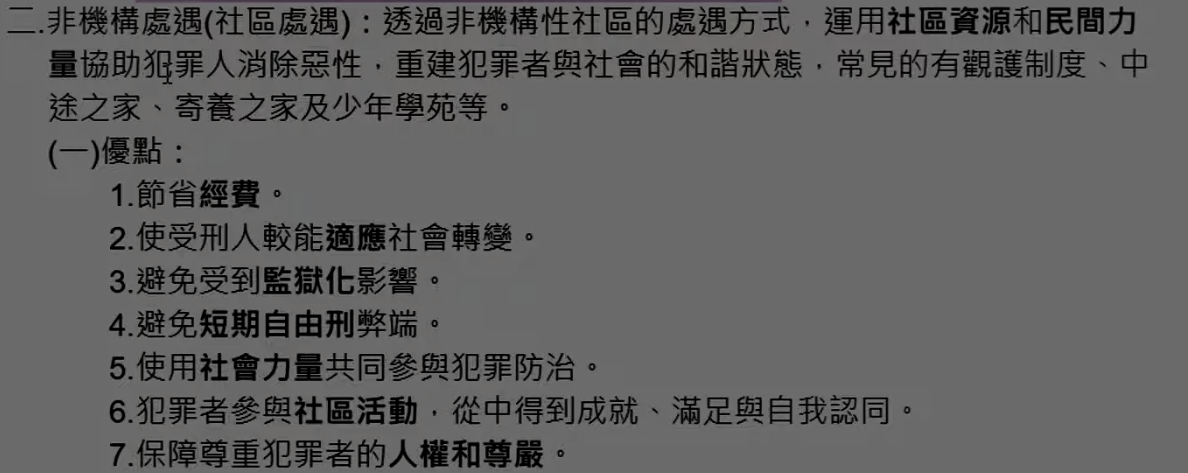 二.非機構處遇(社區處遇)：透過非機構性社區的處遇方式，運用社區資源和民間力
量協助犯罪人消除惡性，重建犯罪者與社會的和諧狀態，常見的有觀護制度、中
途之家、寄養之家及少年學苑等。
(一)優點：
1.節省經費。
2.使受刑人較能適應社會轉變。
3.避免受到監獄化影響。
4.避免短期自由刑弊端。
5.使用社會力量共同參與犯罪防治。
6.犯罪者參與社區活動，從中得到成就、滿足與自我認同。
7.保障尊重犯罪者的人權和尊嚴。